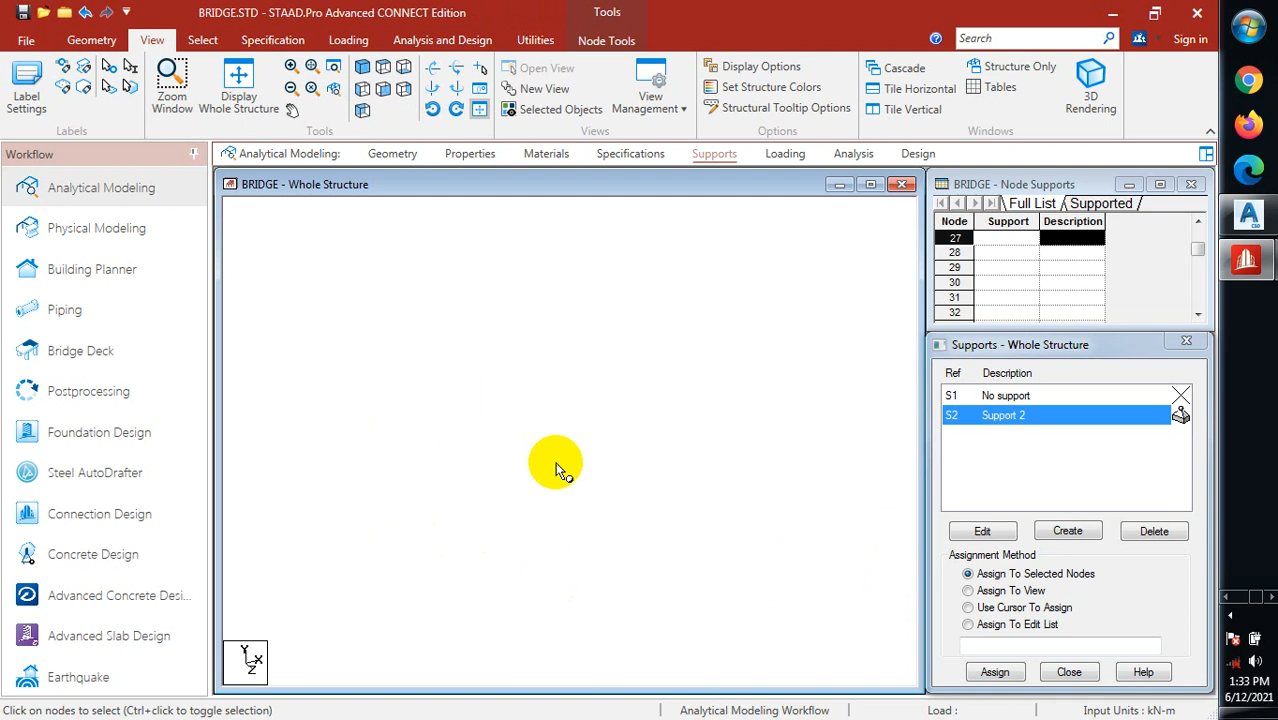 BRIDGE.STD - STAAD.Pro Advanced CONNECT Edition
Tools
File
Geometry
View
Select
Specification
Loading
Analysis and Design
Utilities
Node Tools
Search
Sign in
Label Settings
Labels
Zoom Window
Display Whole Structure
Tools
Open View
New View
Selected Objects
View Management
Views
Display Options
Set Structure Colors
Structural Tooltip Options
Options
Cascade
Tile Horizontal
Tile Vertical
Structure Only
Tables
Windows
3D Rendering
Workflow
Analytical Modeling
Physical Modeling
Building Planner
Piping
Bridge Deck
Postprocessing
Foundation Design
Steel AutoDrafter
Connection Design
Concrete Design
Advanced Concrete Desi...
Advanced Slab Design
Earthquake
Analytical Modeling:
Geometry
Properties
Materials
Specifications
Supports
Loading
Analysis
Design
BRIDGE - Whole Structure
Y
X
Z
BRIDGE - Node Supports
Full List
Supported
Node Support Description
27
28
29
30
31
32
Supports - Whole Structure
Ref Description
S1 No support
S2 Support 2
Edit
Create
Delete
Assignment Method
Assign To Selected Nodes
Assign To View
Use Cursor To Assign
Assign To Edit List
Assign
Close
Help
Click on nodes to select (Ctrl+click to toggle selection)
Analytical Modeling Workflow
Load :
Input Units : kN-m
1:33 PM
6/12/2021